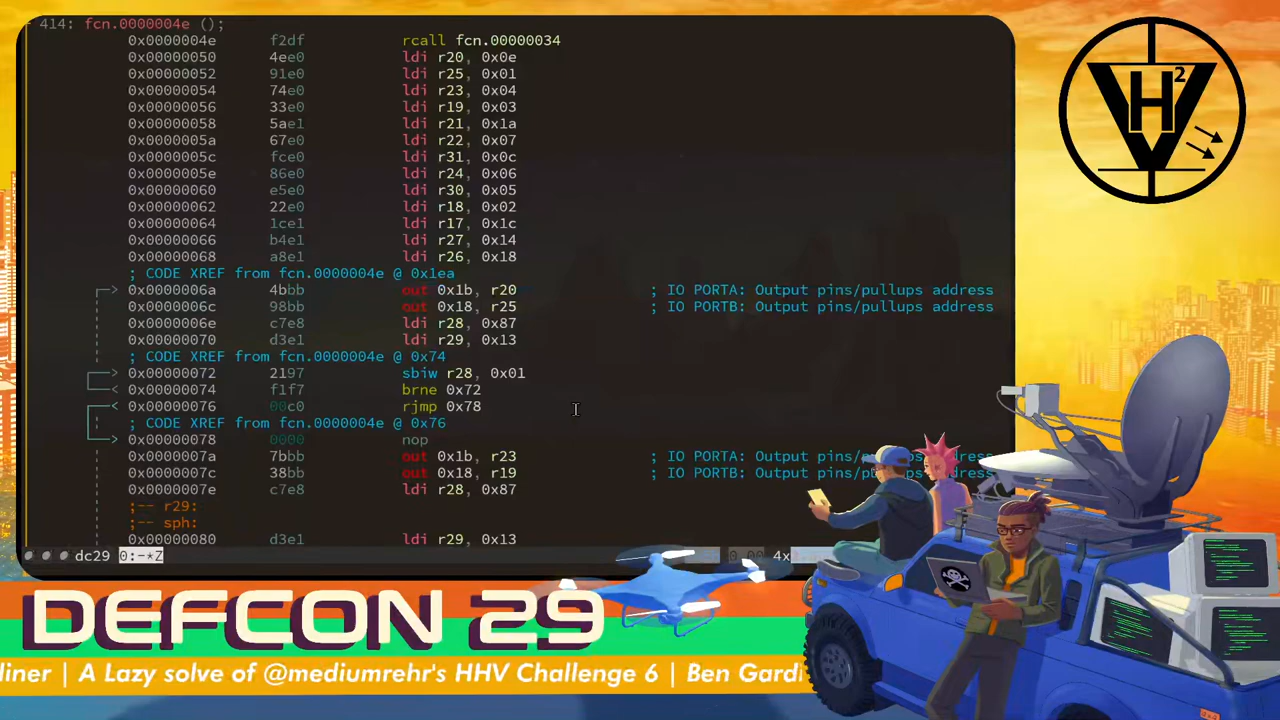 414: fcn.0000004e ();
0x0000004e f2df rcall fcn.00000034
0x00000050 4ee0 ldi r20, 0x0e
0x00000052 91e0 ldi r25, 0x01
0x00000054 74e0 ldi r23, 0x04
0x00000056 33e0 ldi r19, 0x03
0x00000058 5ae1 ldi r21, 0x1a
0x0000005a 67e0 ldi r22, 0x07
0x0000005c fce0 ldi r31, 0x0c
0x0000005e 86e0 ldi r24, 0x06
0x00000060 e5e0 ldi r30, 0x05
0x00000062 22e0 ldi r18, 0x02
0x00000064 1ce1 ldi r17, 0x1c
0x00000066 b4e1 ldi r27, 0x14
0x00000068 a8e1 ldi r26, 0x18
; CODE XREF from fcn.0000004e @ 0x1ea
0x0000006a 4bbb out 0x1b, r20 ; IO PORTA: Output pins/pullups address
0x0000006c 98bb out 0x18, r25 ; IO PORTB: Output pins/pullups address
0x0000006e c7e8 ldi r28, 0x87
0x00000070 d3e1 ldi r29, 0x13
; CODE XREF from fcn.0000004e @ 0x74
0x00000072 2197 sbiw r28, 0x01
0x00000074 f1f7 brne 0x72
0x00000076 00c0 rjmp 0x78
; CODE XREF from fcn.0000004e @ 0x76
0x00000078 0000 nop
0x0000007a 7bbb out 0x1b, r23 ; IO PORTA: Output pins/pullups address
0x0000007c 38bb out 0x18, r19 ; IO PORTB: Output pins/pu address
0x0000007e c7e8 ldi r28, 0x87
;-- r29:
;-- sph:
0x00000080 d3e1 ldi r29, 0x13
dc29 0:-*Z 0.00 4x
H²V
DEFCON 29
diner | A Lazy solve of @mediumrehr's HHV Challenge 6 | Ben Gardi